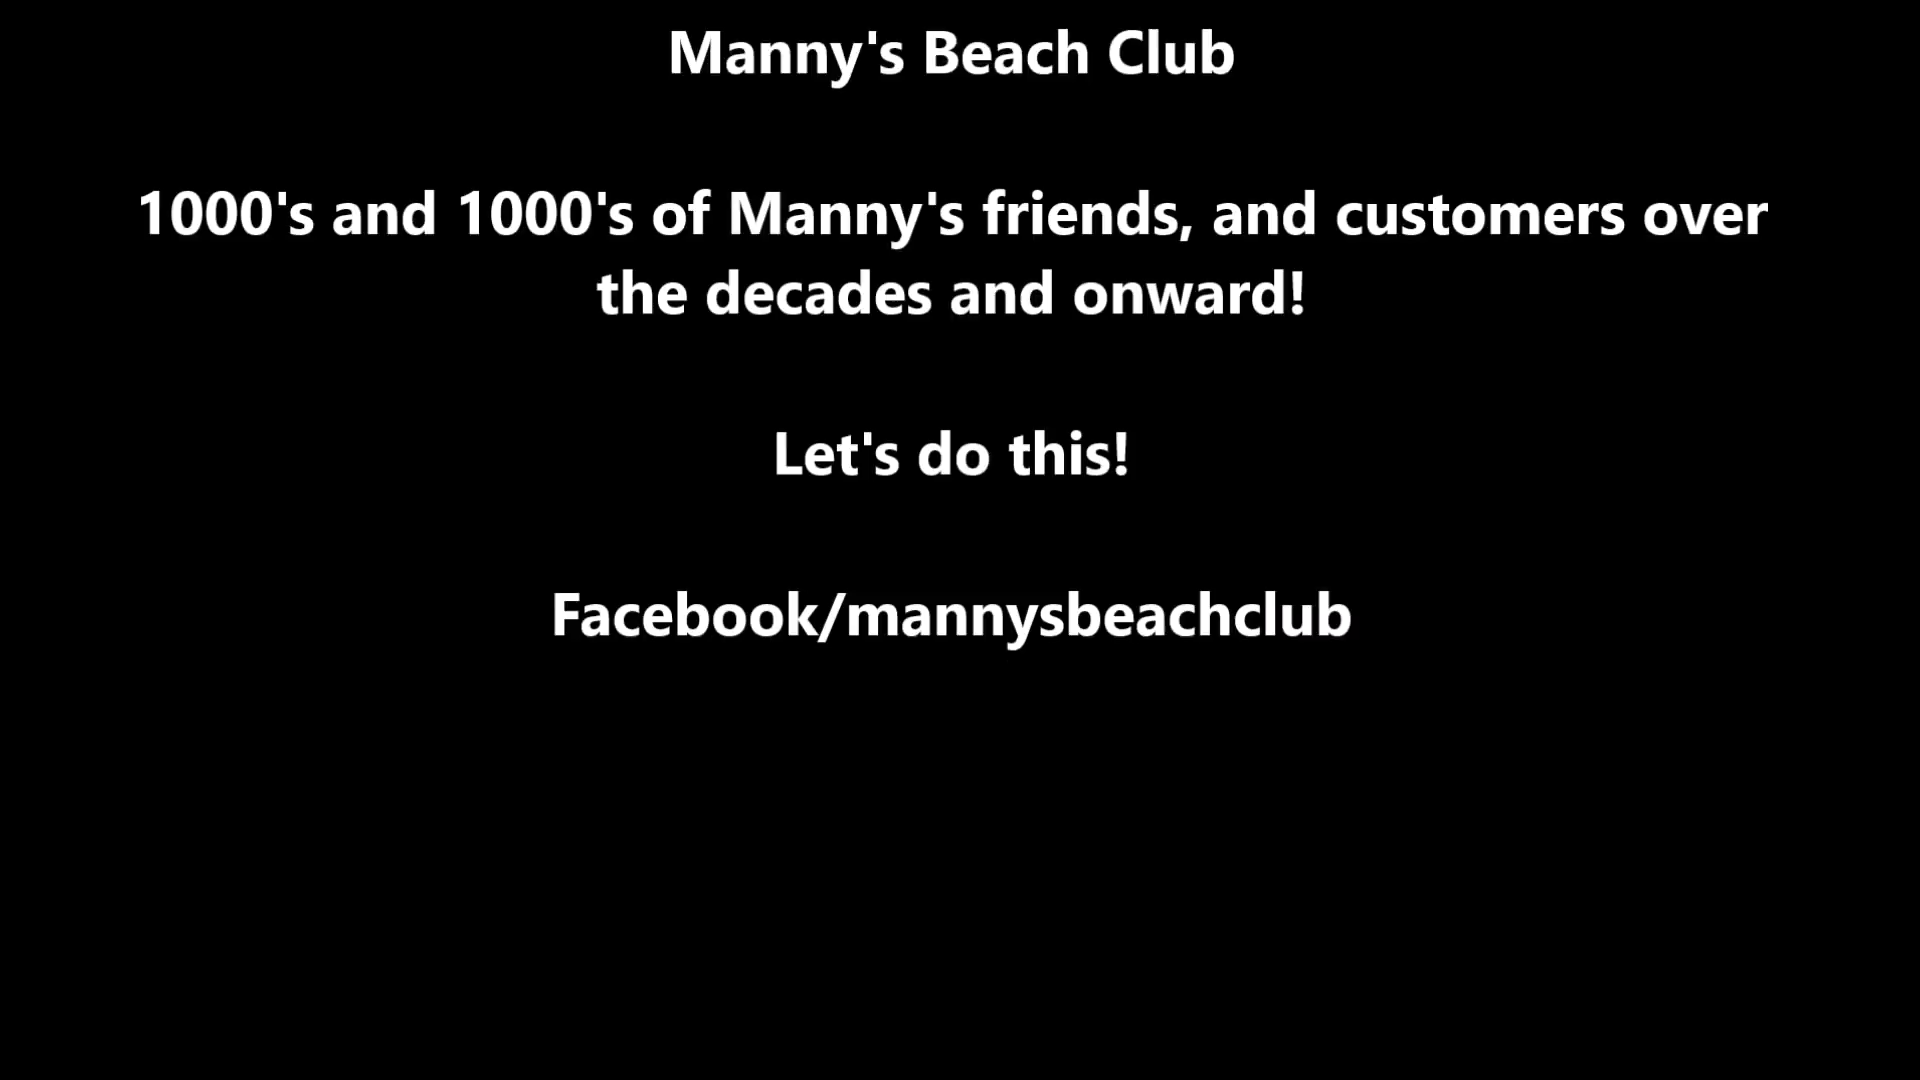 Manny's Beach Club
1000's and 1000's of Manny's friends, and customers over
the decades and onward!
Let's do this!
Facebook/mannysbeachclub